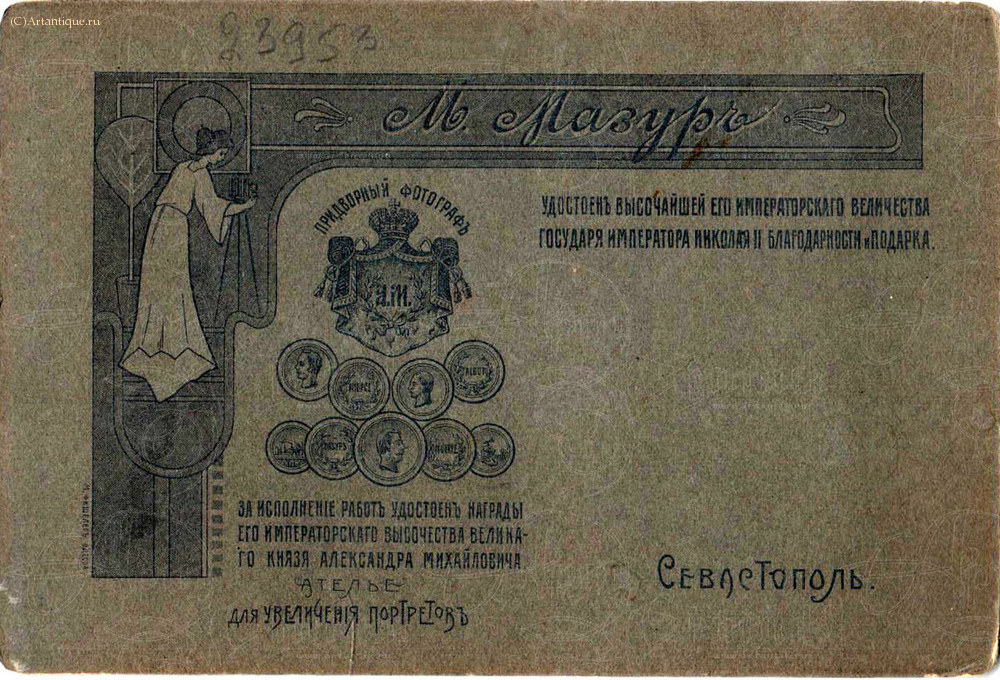 (C)Artantique.ru
23953
М. Мазуръ
ПРИДВОРНЫЙ ФОТОГРАФЪ
УДОСТОЕНЪ ВЫСОЧАЙШЕЙ ЕГО ИМПЕРАТОРСКАГО ВЕЛИЧЕСТВА
ГОСУДАРЯ ИМПЕРАТОРА НИКОЛАЯ II БЛАГОДАРНОСТИ И ПОДАРКА.
А.М.
ЗА ИСПОЛНЕНІЕ РАБОТЪ УДОСТОЕНЪ НАГРАДЫ
ЕГО ИМПЕРАТОРСКАГО ВЫСОЧЕСТВА ВЕЛИКА-
ГО КНЯЗЯ АЛЕКСАНДРА МИХАЙЛОВИЧА
АТЕЛЬЕ
ДЛЯ УВЕЛИЧЕНІЯ ПОРТРЕТОВЪ
СЕВАСТОПОЛЬ.